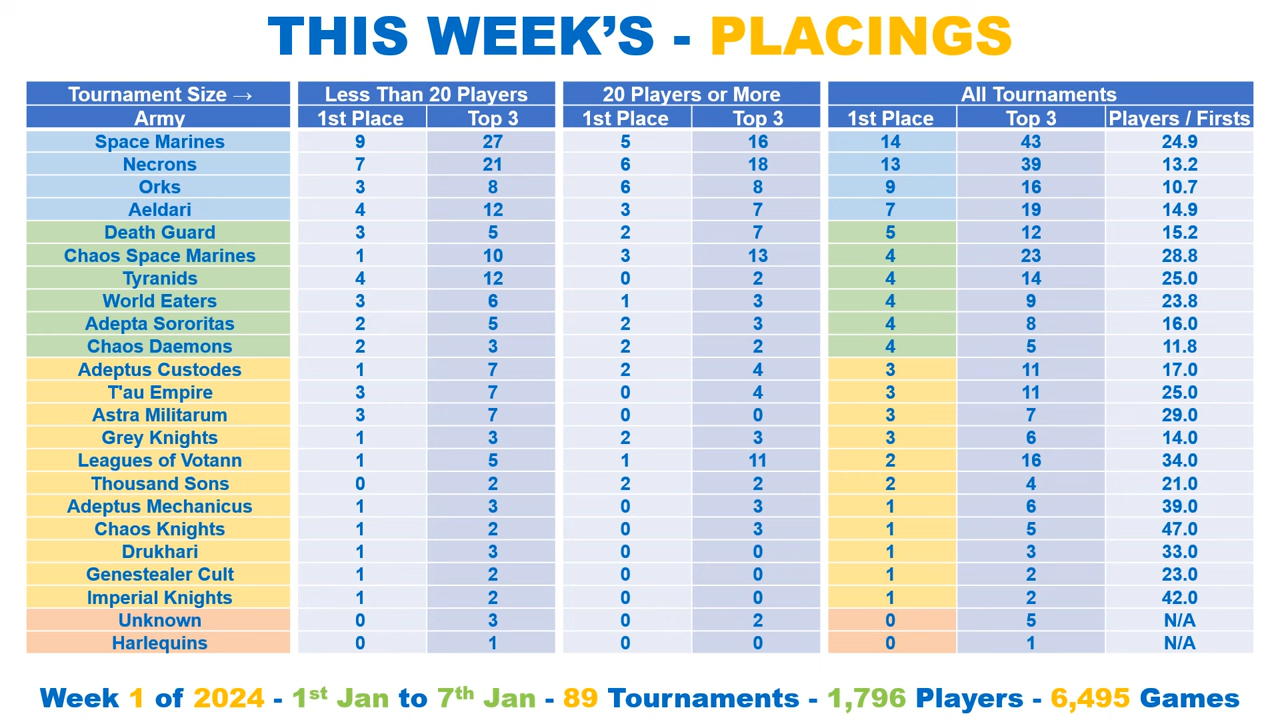 THIS WEEK'S - PLACINGS
Tournament Size → Less Than 20 Players 20 Players or More All Tournaments
Army 1st Place Top 3 1st Place Top 3 1st Place Top 3 Players / Firsts
Space Marines 9 27 5 16 14 43 24.9
Necrons 7 21 6 18 13 39 13.2
Orks 3 8 6 8 9 16 10.7
Aeldari 4 12 3 7 7 19 14.9
Death Guard 3 5 2 7 5 12 15.2
Chaos Space Marines 1 10 3 13 4 23 28.8
Tyranids 4 12 0 2 4 14 25.0
World Eaters 3 6 1 3 4 9 23.8
Adepta Sororitas 2 5 2 3 4 8 16.0
Chaos Daemons 2 3 2 2 4 5 11.8
Adeptus Custodes 1 7 2 4 3 11 17.0
T'au Empire 3 7 0 4 3 11 25.0
Astra Militarum 3 7 0 0 3 7 29.0
Grey Knights 1 3 2 3 3 6 14.0
Leagues of Votann 1 5 1 11 2 16 34.0
Thousand Sons 0 2 2 2 2 4 21.0
Adeptus Mechanicus 1 3 0 3 1 6 39.0
Chaos Knights 1 2 0 3 1 5 47.0
Drukhari 1 3 0 0 1 3 33.0
Genestealer Cult 1 2 0 0 1 2 23.0
Imperial Knights 1 2 0 0 1 2 42.0
Unknown 0 3 0 2 0 5 N/A
Harlequins 0 1 0 0 0 1 N/A
Week 1 of 2024 - 1st Jan to 7th Jan - 89 Tournaments - 1,796 Players - 6,495 Games